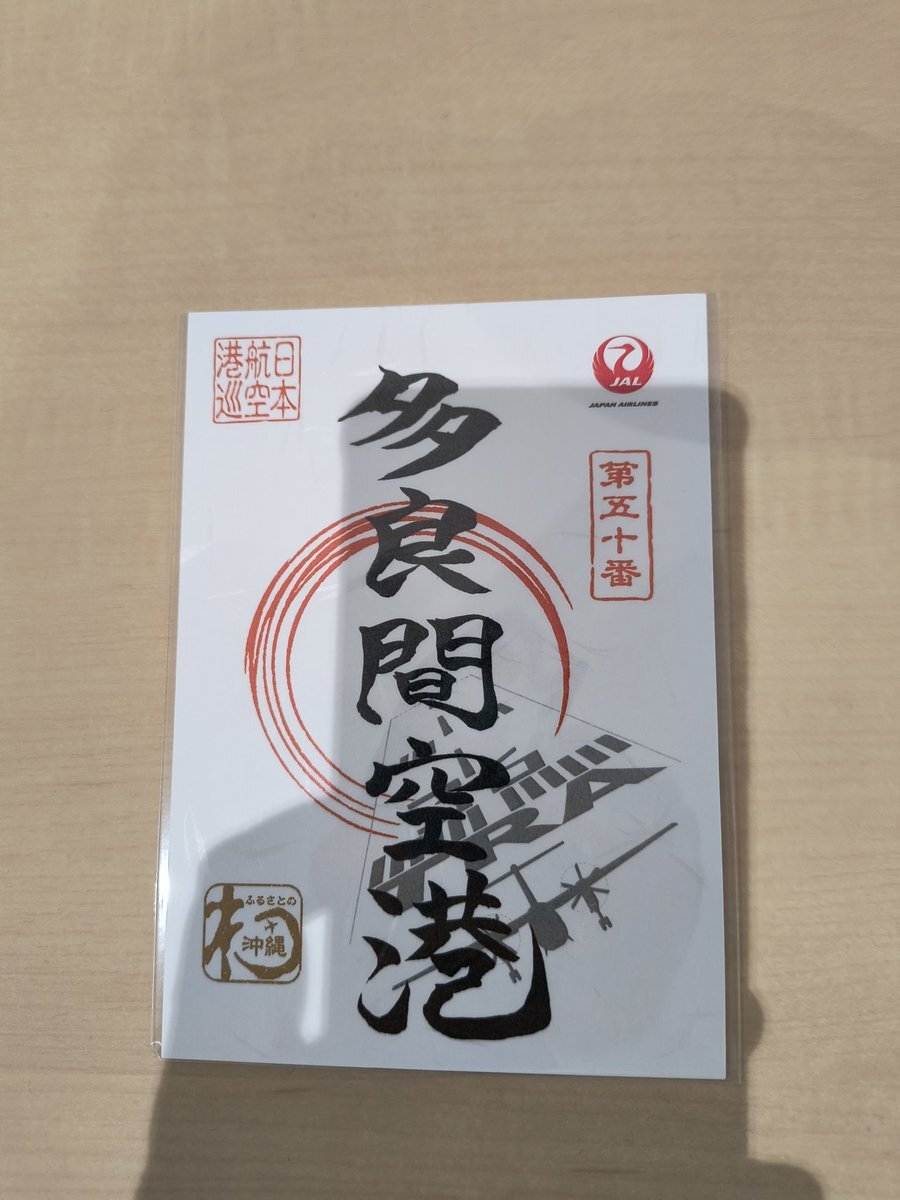 日本
航空
港巡
JAL
JAPAN AIRLINES
第五十番
多良間空港
TRA
ふるさとの
沖縄